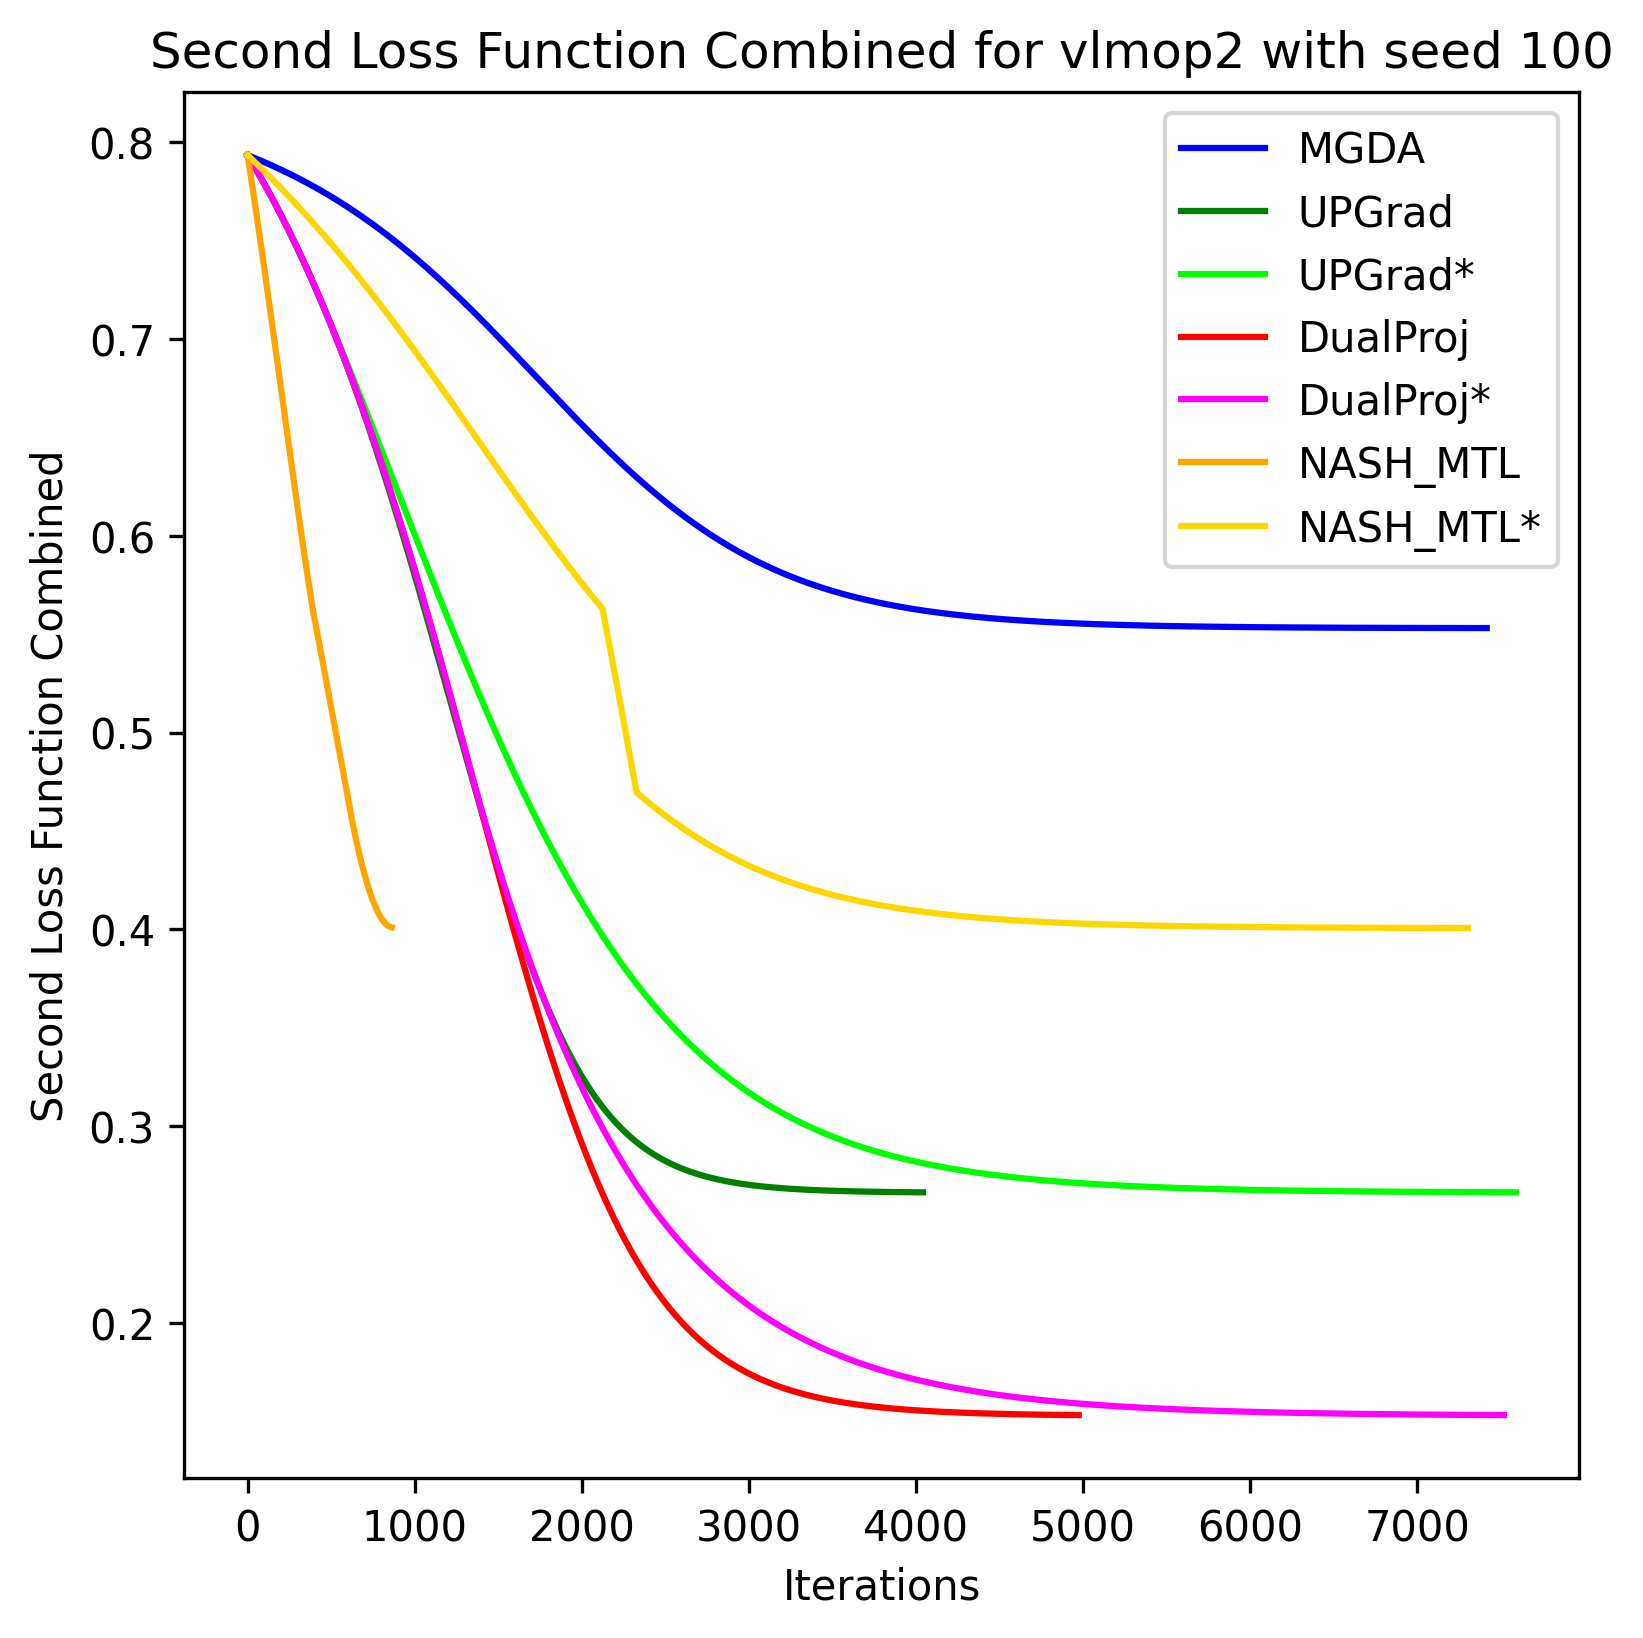 Second Loss Function Combined for vlmop2 with seed 100
MGDA
UPGrad
UPGrad*
DualProj
DualProj*
NASH_MTL
NASH_MTL*
Second Loss Function Combined
0.8
0.7
0.6
0.5
0.4
0.3
0.2
0 1000 2000 3000 4000 5000 6000 7000
Iterations